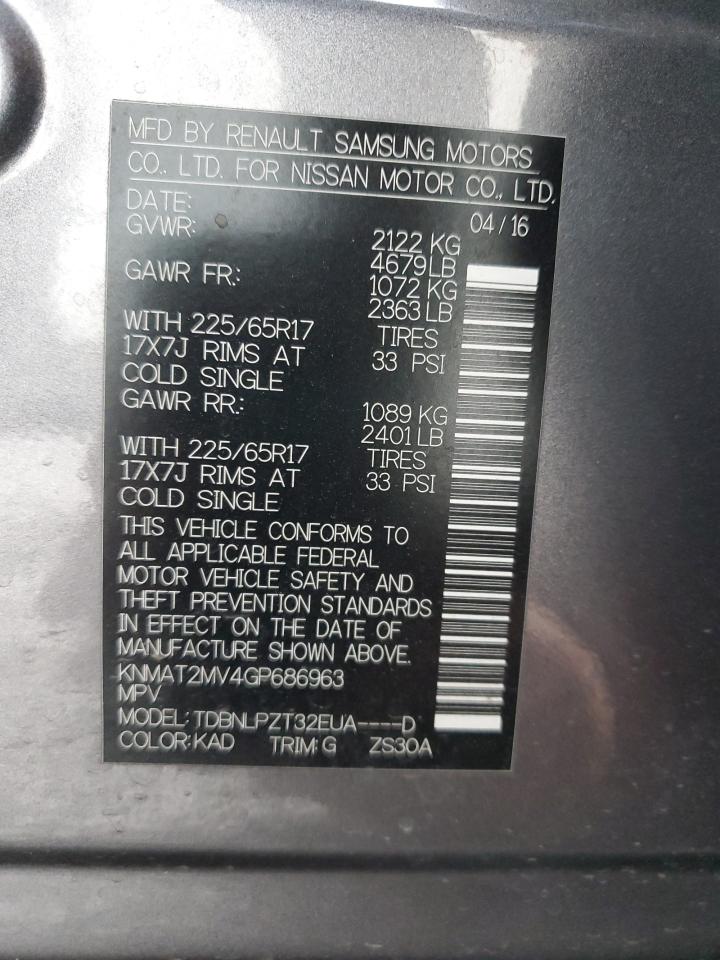 MFD BY RENAULT SAMSUNG MOTORS
CO., LTD. FOR NISSAN MOTOR CO., LTD.
DATE: 04/16
GVWR: 2122 KG
4679LB
GAWR FR.: 1072 KG
2363 LB
WITH 225/65R17 TIRES
17X7J RIMS AT 33 PSI
COLD SINGLE
GAWR RR.: 1089 KG
2401 LB
WITH 225/65R17 TIRES
17X7J RIMS AT 33 PSI
COLD SINGLE
THIS VEHICLE CONFORMS TO
ALL APPLICABLE FEDERAL
MOTOR VEHICLE SAFETY AND
THEFT PREVENTION STANDARDS
IN EFFECT ON THE DATE OF
MANUFACTURE SHOWN ABOVE.
KNMAT2MV4GP686963
MPV
MODEL: TDBNLPZT32EUA----D
COLOR:KAD TRIM:G ZS30A